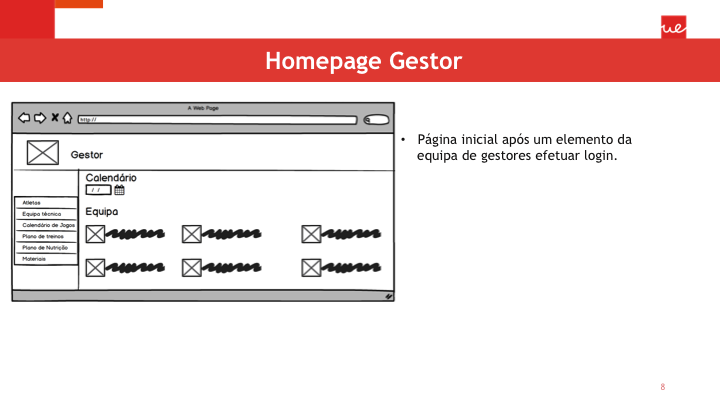 ue
Homepage Gestor
A Web Page
http://
Gestor
Calendário
/ /
Atletas
Equipa técnico
Calendário de Jogos
Plano de treinos
Plano de Nutrição
Materiais
Equipa
• Página inicial após um elemento da
equipa de gestores efetuar login.
8